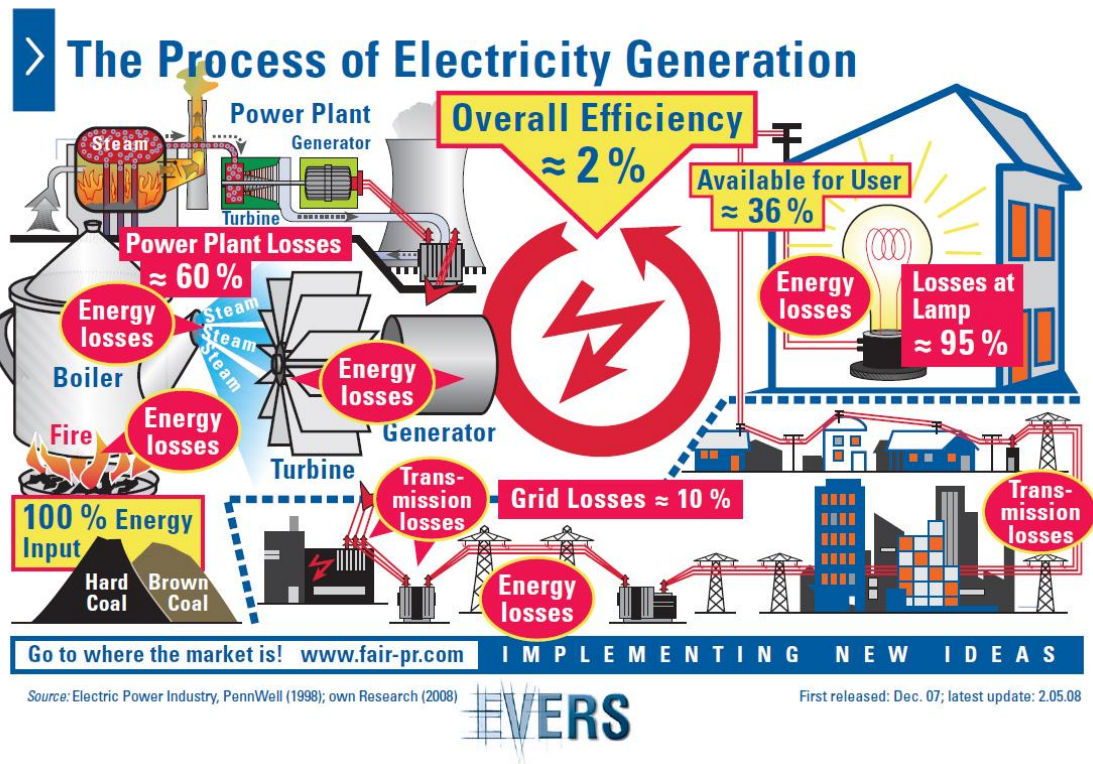 The Process of Electricity Generation
Power Plant
Generator
Steam
Turbine
Overall Efficiency
≈ 2 %
Available for User
≈ 36 %
Power Plant Losses
≈ 60 %
Energy
losses
Steam
Steam
Steam
Boiler
Energy
losses
Generator
Energy
losses
Losses at
Lamp
≈ 95 %
Fire
Energy
losses
Turbine
100 % Energy
Input
Hard
Coal
Brown
Coal
Trans-
mission
losses
Grid Losses ≈ 10 %
Energy
losses
Trans-
mission
losses
Go to where the market is! www.fair-pr.com
IMPLEMENTING NEW IDEAS
Source: Electric Power Industry, PennWell (1998); own Research (2008)
EVERS
First released: Dec. 07; latest update: 2.05.08